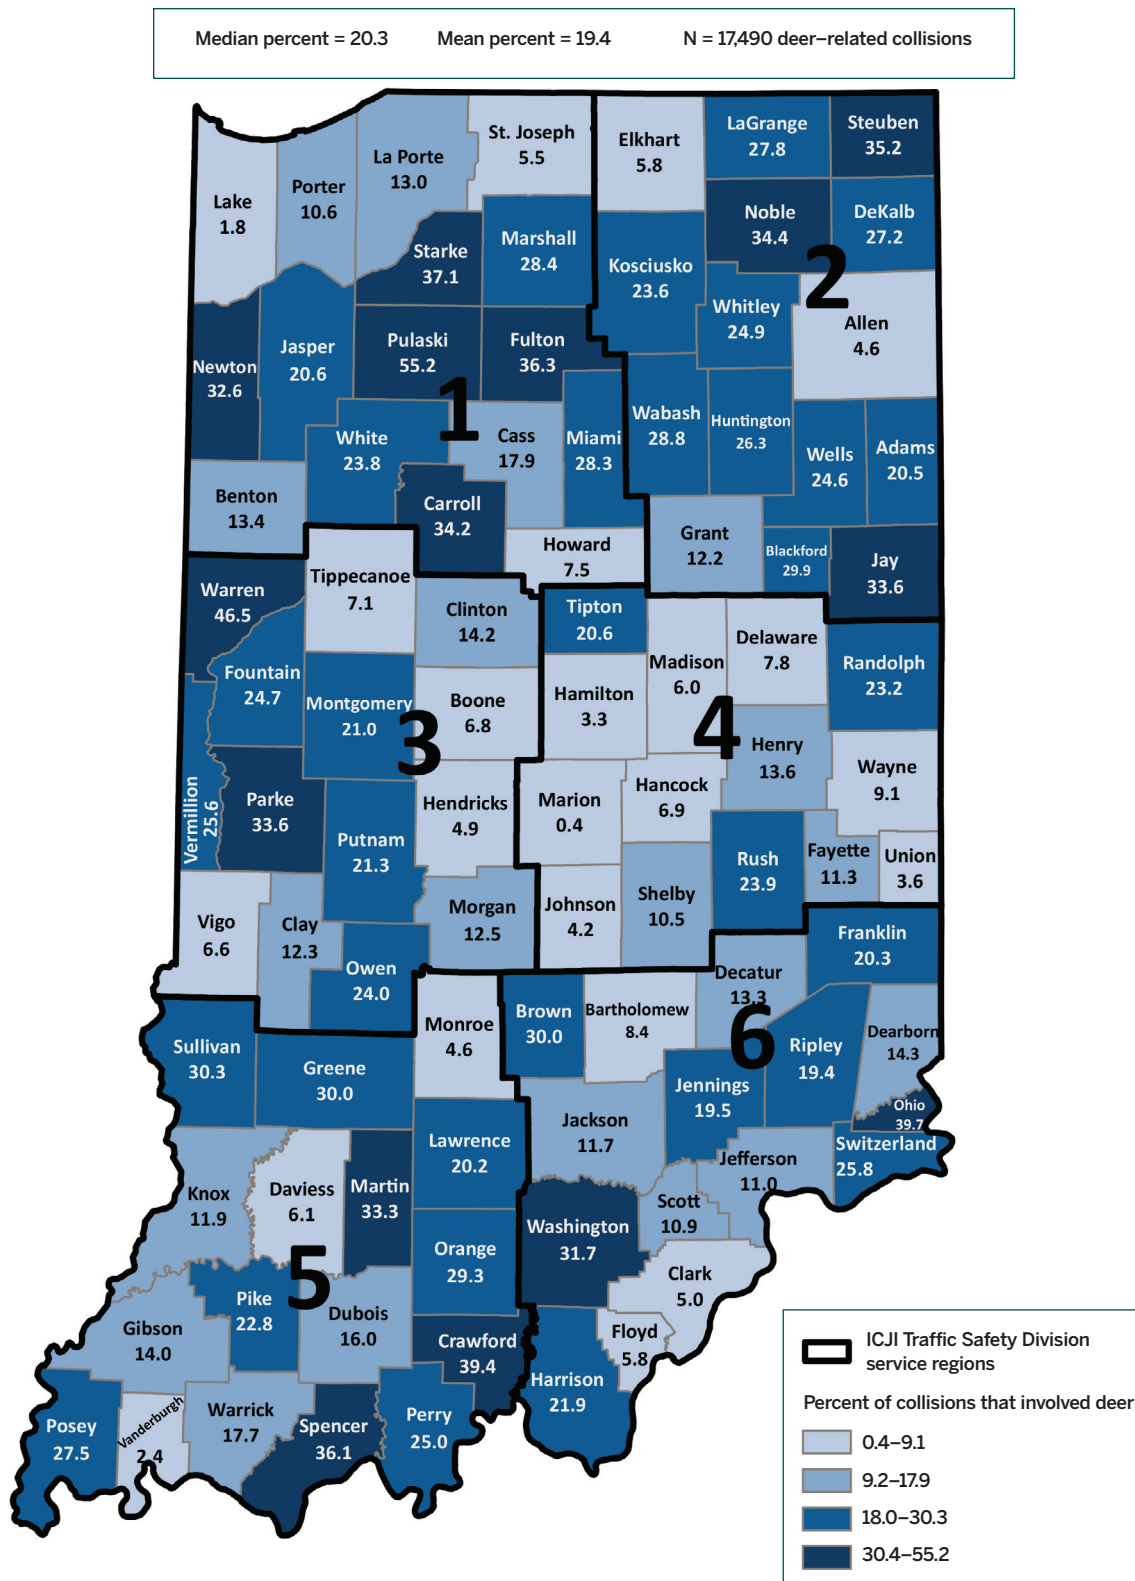 Median percent = 20.3 Mean percent = 19.4 N = 17,490 deer–related collisions
St. Joseph
5.5
Elkhart
5.8
LaGrange
27.8
Steuben
35.2
La Porte
13.0
Porter
10.6
Lake
1.8
Noble
34.4
DeKalb
27.2
Starke
37.1
Marshall
28.4
Kosciusko
23.6
2
Whitley
24.9
Allen
4.6
Newton
32.6
Jasper
20.6
Pulaski
55.2
Fulton
36.3
1
White
23.8
Cass
17.9
Miami
28.3
Wabash
28.8
Huntington
26.3
Wells
24.6
Adams
20.5
Benton
13.4
Carroll
34.2
Howard
7.5
Grant
12.2
Blackford
29.9
Jay
33.6
Warren
46.5
Tippecanoe
7.1
Clinton
14.2
Tipton
20.6
Madison
6.0
Delaware
7.8
Randolph
23.2
Fountain
24.7
Montgomery
21.0
3
Boone
6.8
Hamilton
3.3
4
Henry
13.6
Wayne
9.1
Vermillion
25.6
Parke
33.6
Putnam
21.3
Hendricks
4.9
Marion
0.4
Hancock
6.9
Rush
23.9
Fayette
11.3
Union
3.6
Vigo
6.6
Clay
12.3
Owen
24.0
Morgan
12.5
Johnson
4.2
Shelby
10.5
Franklin
20.3
Decatur
13.3
6
Sullivan
30.3
Greene
30.0
Monroe
4.6
Brown
30.0
Bartholomew
8.4
Jennings
19.5
Ripley
19.4
Dearborn
14.3
Ohio
39.7
Switzerland
25.8
Knox
11.9
Daviess
6.1
Martin
33.3
Lawrence
20.2
Jackson
11.7
Jefferson
11.0
Scott
10.9
Washington
31.7
Orange
29.3
5
Pike
22.8
Gibson
14.0
Dubois
16.0
Crawford
39.4
Clark
5.0
Floyd
5.8
Harrison
21.9
Posey
27.5
Vanderburgh
2.4
Warrick
17.7
Spencer
36.1
Perry
25.0
ICJI Traffic Safety Division
service regions
Percent of collisions that involved deer
0.4–9.1
9.2–17.9
18.0–30.3
30.4–55.2